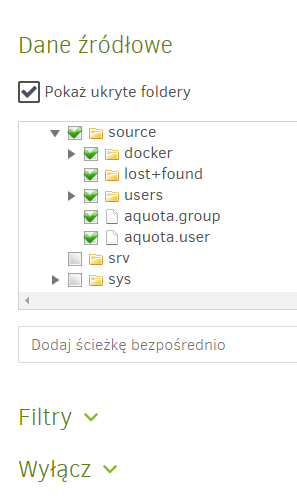 Dane źródłowe
Pokaż ukryte foldery
source
docker
lost+found
users
aquota.group
aquota.user
srv
sys
Dodaj ścieżkę bezpośrednio
Filtry
Wyłącz